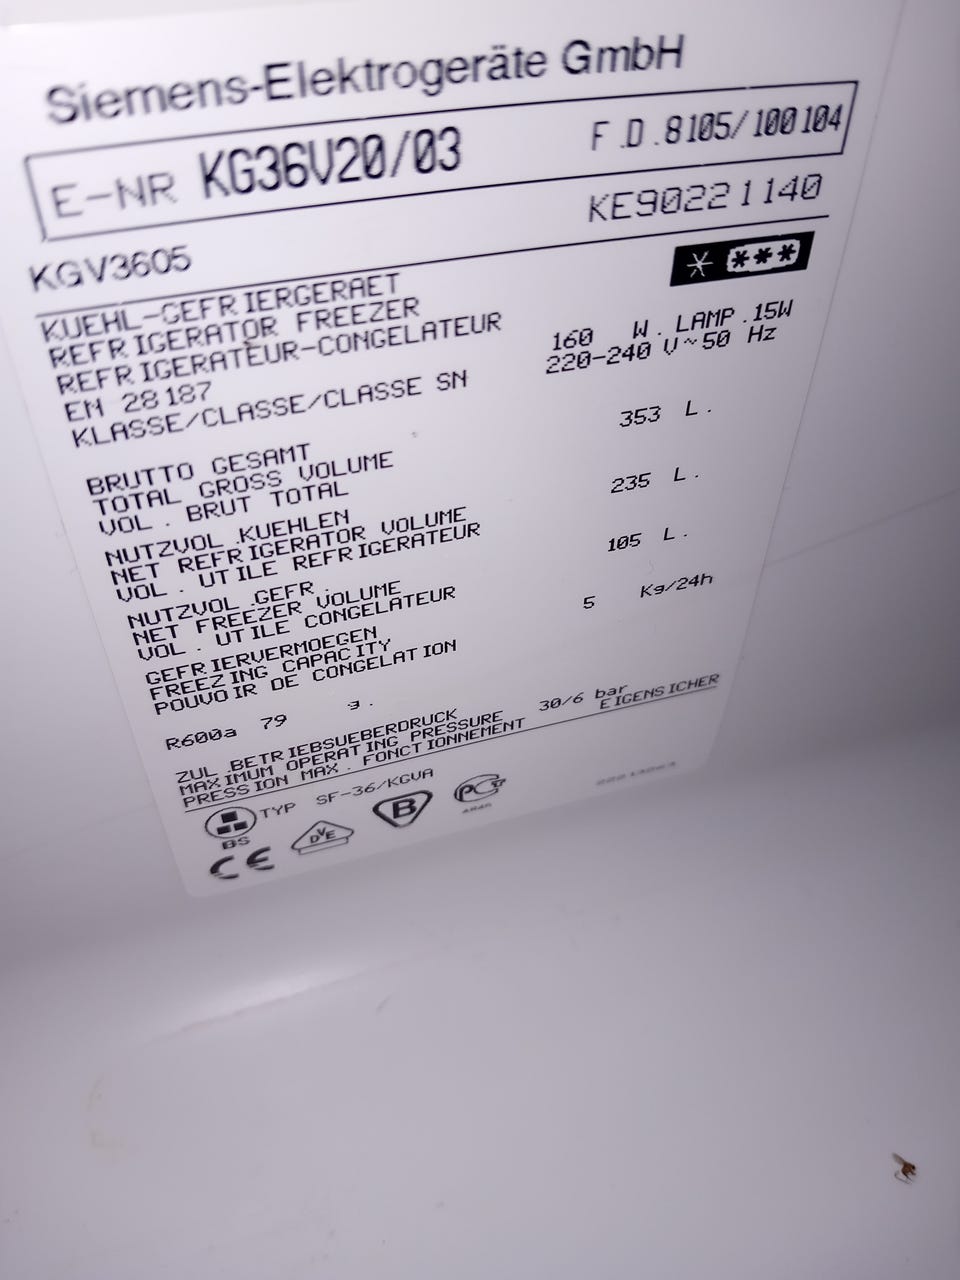 Siemens-Elektrogeräte GmbH
E-NR KG36V20/03 F.D.8105/100104
KGV3605 KE90221140
* ***
KUEHL-GEFRIERGERAET
REFRIGERATOR FREEZER
REFRIGERATEUR-CONGELATEUR 160 W. LAMP.15W
EN 28187 220-240 V~50 Hz
KLASSE/CLASSE/CLASSE SN
BRUTTO GESAMT 353 L.
TOTAL GROSS VOLUME
VOL. BRUT TOTAL
NUTZVOL.KUEHLEN 235 L.
NET REFRIGERATOR VOLUME
VOL. UTILE REFRIGERATEUR
NUTZVOL.GEFR. 105 L.
NET FREEZER VOLUME
VOL. UTILE CONGELATEUR
GEFRIERVERMOEGEN 5 Kg/24h
FREEZING CAPACITY
POUVOIR DE CONGELATION
R600a 79 g.
ZUL.BETRIEBSUEBERDRUCK 30/6 bar
MAXIMUM OPERATING PRESSURE EIGENSICHER
PRESSION MAX. FONCTIONNEMENT
TYP SF-36/KGVA
BS
CE DVE B PCT